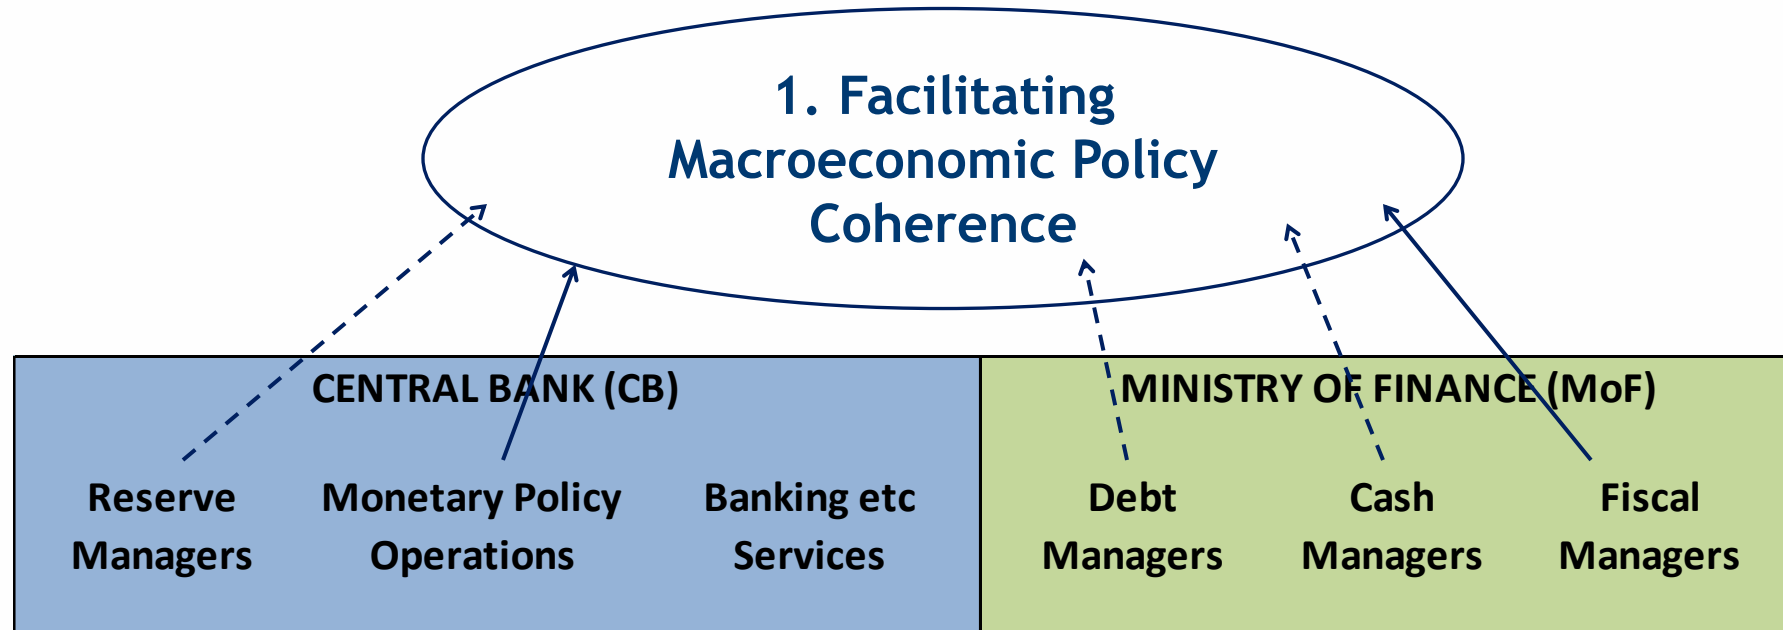 1. Facilitating
Macroeconomic Policy
Coherence
CENTRAL BANK (CB)
MINISTRY OF FINANCE (MoF)
Reserve
Managers
Monetary Policy
Operations
Banking etc
Services
Debt
Managers
Cash
Managers
Fiscal
Managers